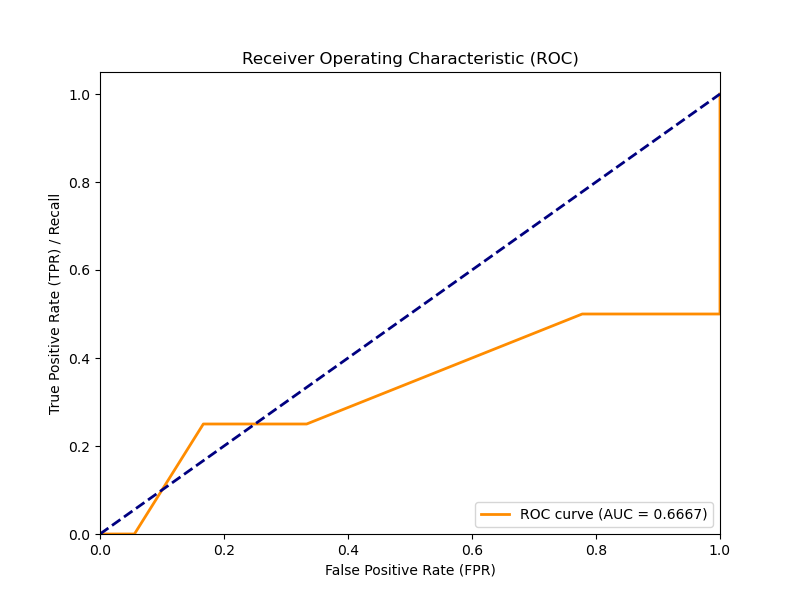 Receiver Operating Characteristic (ROC)
True Positive Rate (TPR) / Recall
1.0
0.8
0.6
0.4
0.2
0.0
0.0 0.2 0.4 0.6 0.8 1.0
False Positive Rate (FPR)
ROC curve (AUC = 0.6667)